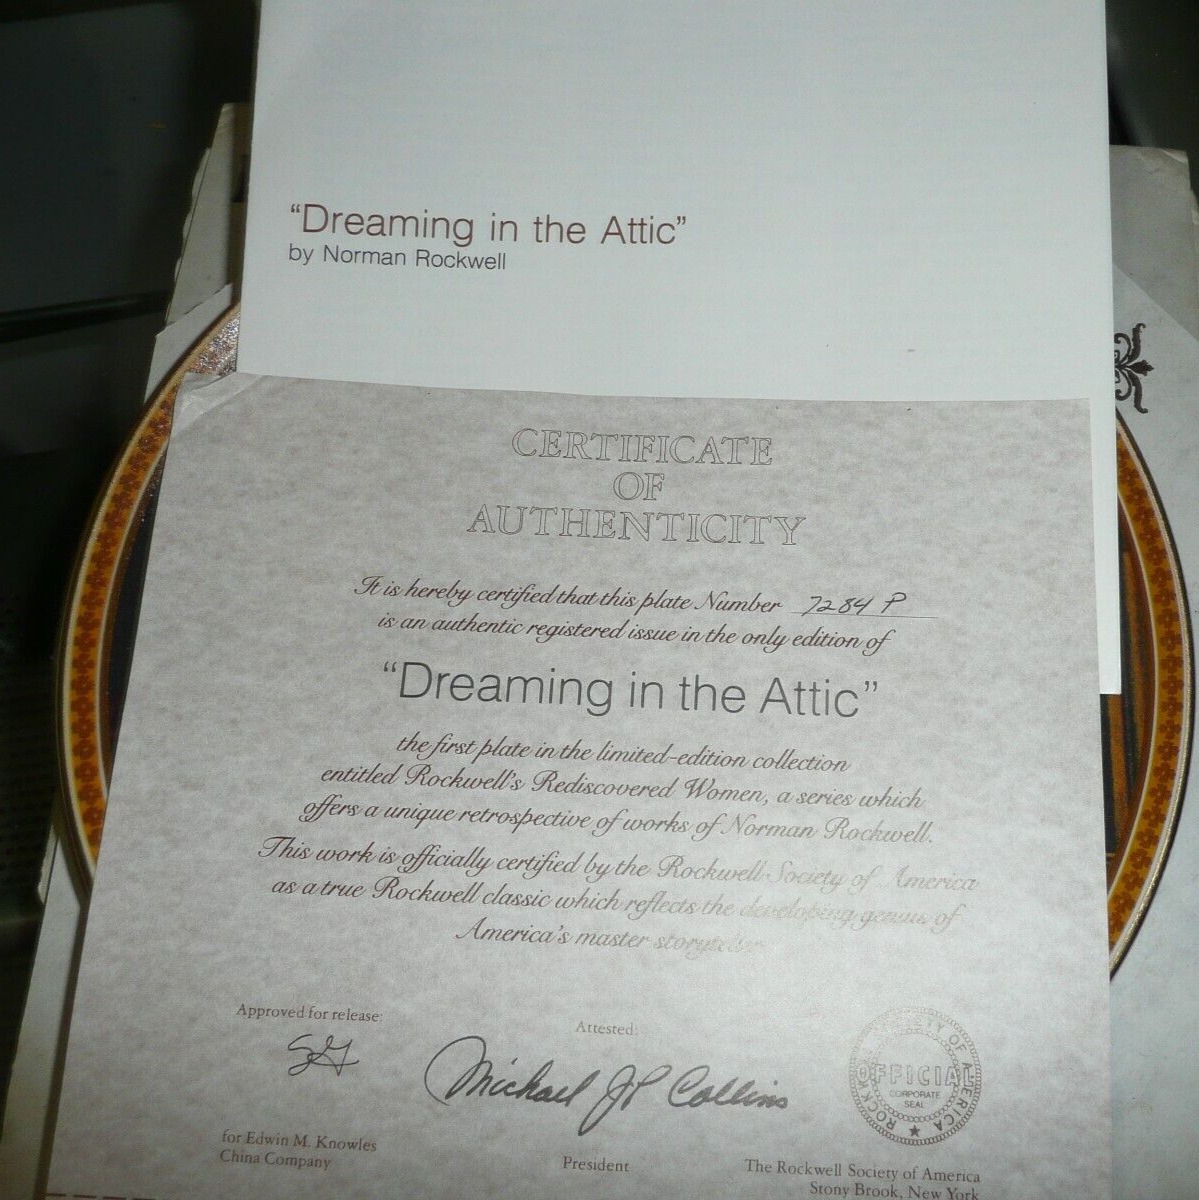 “Dreaming in the Attic”
by Norman Rockwell
CERTIFICATE
OF
AUTHENTICITY
It is hereby certified that this plate Number 7284 P
is an authentic registered issue in the only edition of
“Dreaming in the Attic”
the first plate in the limited-edition collection
entitled Rockwell's Rediscovered Women, a series which
offers a unique retrospective of works of Norman Rockwell.
This work is officially certified by the Rockwell Society of America
as a true Rockwell classic which reflects the developing genius of
America's master storyteller
Approved for release:
Attested:
Michael JP Collins
OFFICIAL
CORPORATE
SEAL
for Edwin M. Knowles
China Company
President
The Rockwell Society of America
Stony Brook, New York